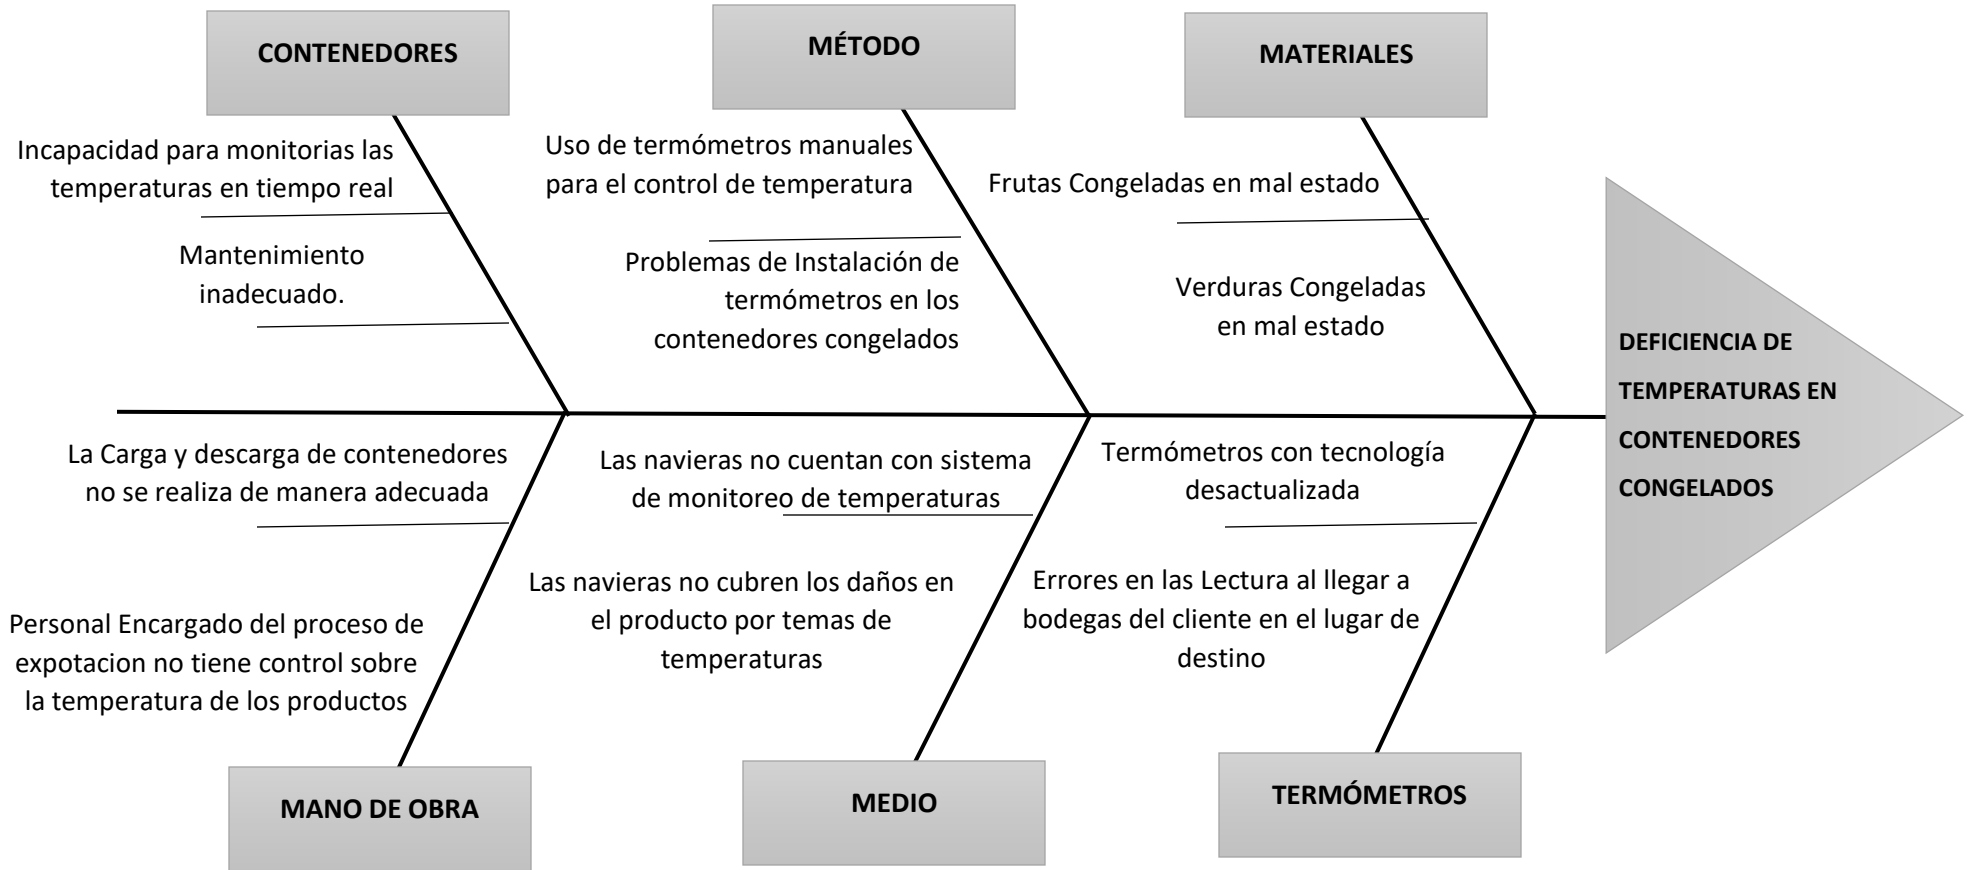 CONTENEDORES
MÉTODO
MATERIALES
Incapacidad para monitorias las
temperaturas en tiempo real
Mantenimiento
inadecuado.
Uso de termómetros manuales
para el control de temperatura
Problemas de Instalación de
termómetros en los
contenedores congelados
Frutas Congeladas en mal estado
Verduras Congeladas
en mal estado
DEFICIENCIA DE
TEMPERATURAS EN
CONTENEDORES
CONGELADOS
La Carga y descarga de contenedores
no se realiza de manera adecuada
Personal Encargado del proceso de
expotacion no tiene control sobre
la temperatura de los productos
Las navieras no cuentan con sistema
de monitoreo de temperaturas
Las navieras no cubren los daños en
el producto por temas de
temperaturas
Termómetros con tecnología
desactualizada
Errores en las Lectura al llegar a
bodegas del cliente en el lugar de
destino
MANO DE OBRA
MEDIO
TERMÓMETROS